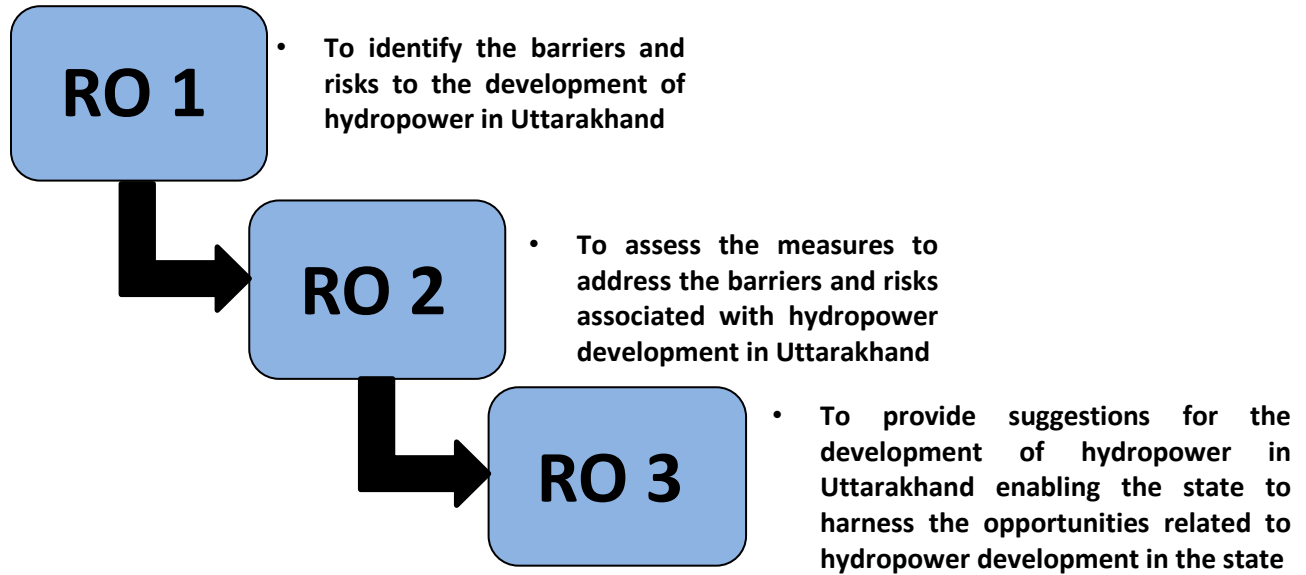 RO 1
• To identify the barriers and
risks to the development of
hydropower in Uttarakhand
RO 2
• To assess the measures to
address the barriers and risks
associated with hydropower
development in Uttarakhand
RO 3
• To provide suggestions for the
development of hydropower in
Uttarakhand enabling the state to
harness the opportunities related to
hydropower development in the state